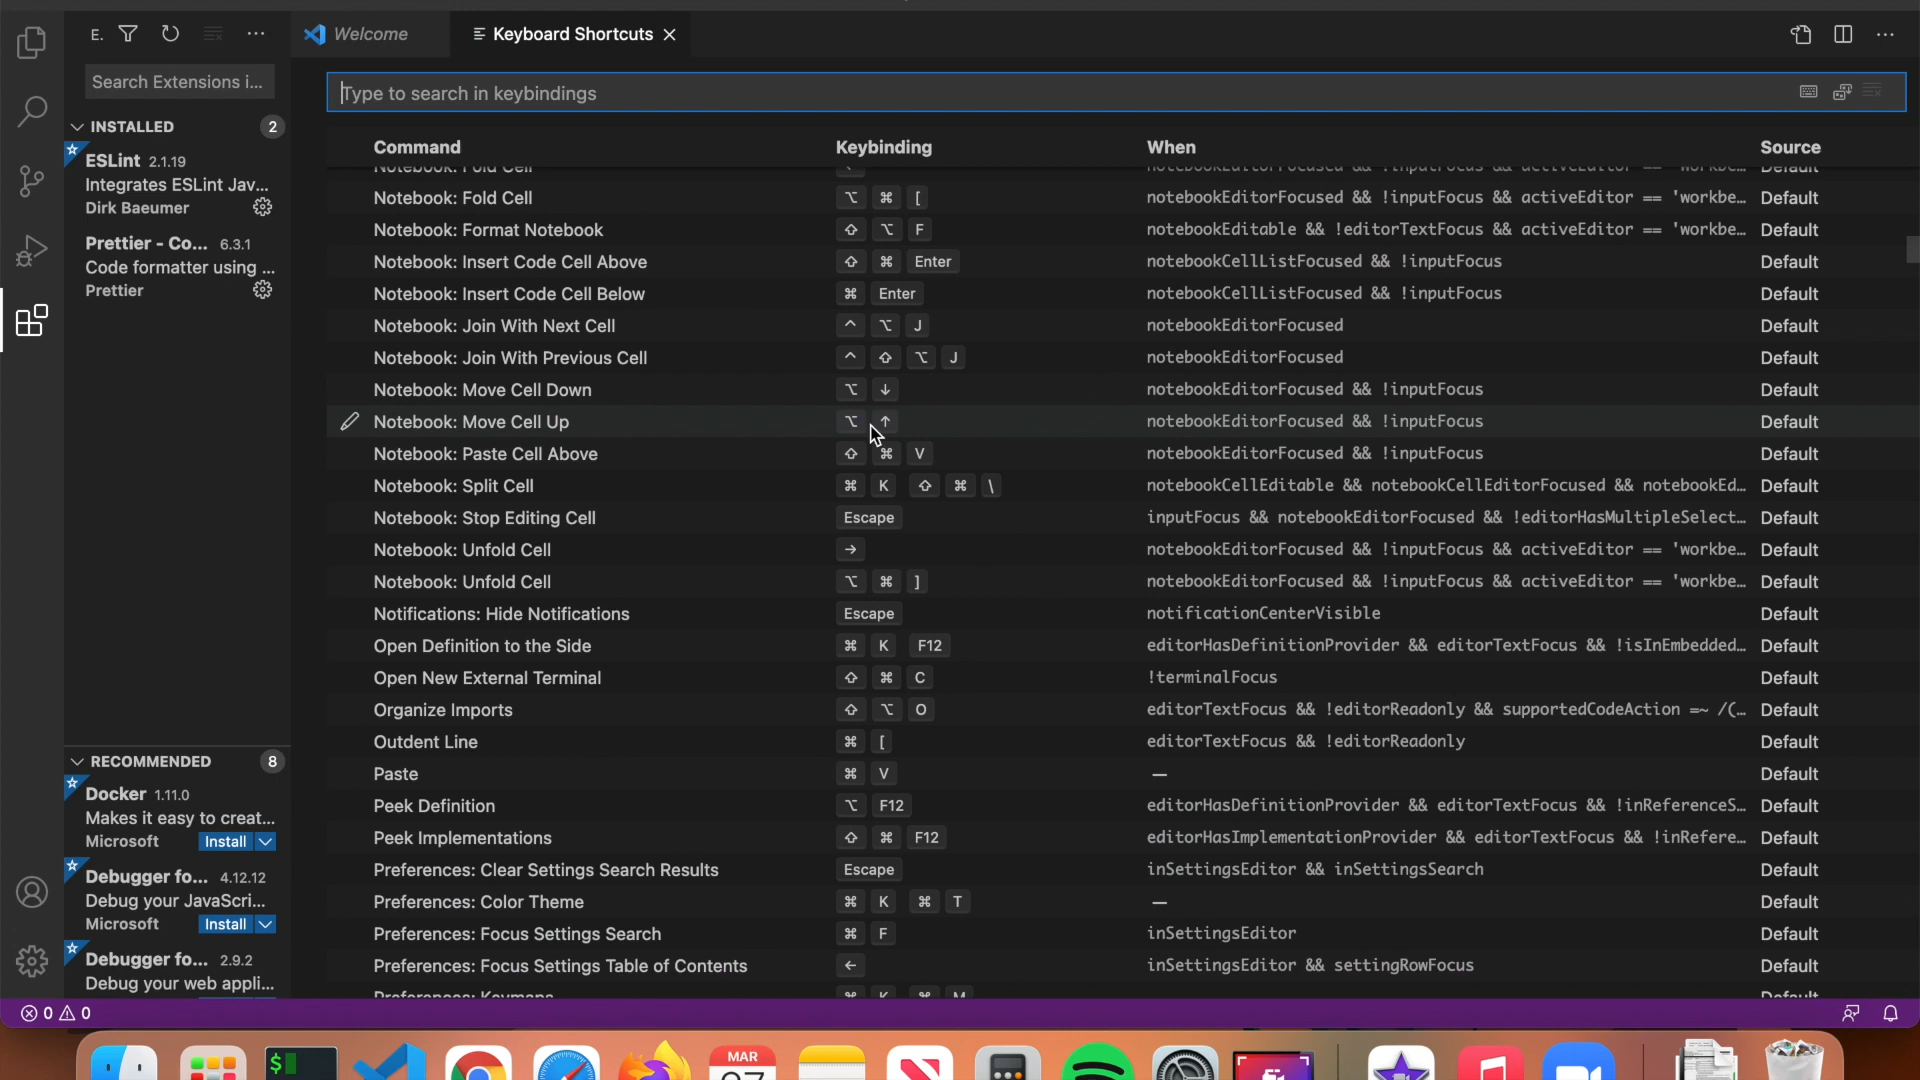 E.
Welcome
Keyboard Shortcuts
Search Extensions i...
Type to search in keybindings
INSTALLED 2
ESLint 2.1.19
Integrates ESLint Jav...
Dirk Baeumer
Prettier - Co... 6.3.1
Code formatter using ...
Prettier
RECOMMENDED 8
Docker 1.11.0
Makes it easy to creat...
Microsoft Install
Debugger fo... 4.12.12
Debug your JavaScri...
Microsoft Install
Debugger fo... 2.9.2
Debug your web appli...
Command Keybinding When Source
Notebook: Fold Cell notebookEditorFocused && !inputFocus && activeEditor == 'workbe... Default
Notebook: Fold Cell ⌥ ⌘ [ notebookEditorFocused && !inputFocus && activeEditor == 'workbe... Default
Notebook: Format Notebook ⇧ ⌥ F notebookEditable && !editorTextFocus && activeEditor == 'workbe... Default
Notebook: Insert Code Cell Above ⇧ ⌘ Enter notebookCellListFocused && !inputFocus Default
Notebook: Insert Code Cell Below ⌘ Enter notebookCellListFocused && !inputFocus Default
Notebook: Join With Next Cell ^ ⌥ J notebookEditorFocused Default
Notebook: Join With Previous Cell ^ ⇧ ⌥ J notebookEditorFocused Default
Notebook: Move Cell Down ⌥ ↓ notebookEditorFocused && !inputFocus Default
Notebook: Move Cell Up ⌥ ↑ notebookEditorFocused && !inputFocus Default
Notebook: Paste Cell Above ⇧ ⌘ V notebookEditorFocused && !inputFocus Default
Notebook: Split Cell ⌘ K ⇧ ⌘ \ notebookCellEditable && notebookCellEditorFocused && notebookEd... Default
Notebook: Stop Editing Cell Escape inputFocus && notebookEditorFocused && !editorHasMultipleSelect... Default
Notebook: Unfold Cell → notebookEditorFocused && !inputFocus && activeEditor == 'workbe... Default
Notebook: Unfold Cell ⌥ ⌘ ] notebookEditorFocused && !inputFocus && activeEditor == 'workbe... Default
Notifications: Hide Notifications Escape notificationCenterVisible Default
Open Definition to the Side ⌘ K F12 editorHasDefinitionProvider && editorTextFocus && !isInEmbedded... Default
Open New External Terminal ⇧ ⌘ C !terminalFocus Default
Organize Imports ⇧ ⌥ O editorTextFocus && !editorReadonly && supportedCodeAction =~ /(... Default
Outdent Line ⌘ [ editorTextFocus && !editorReadonly Default
Paste ⌘ V — Default
Peek Definition ⌥ F12 editorHasDefinitionProvider && editorTextFocus && !inReferenceS... Default
Peek Implementations ⇧ ⌘ F12 editorHasImplementationProvider && editorTextFocus && !inRefere... Default
Preferences: Clear Settings Search Results Escape inSettingsEditor && inSettingsSearch Default
Preferences: Color Theme ⌘ K ⌘ T — Default
Preferences: Focus Settings Search ⌘ F inSettingsEditor Default
Preferences: Focus Settings Table of Contents ← inSettingsEditor && settingRowFocus Default
Preferences: Keymaps ⌘ K ⌘ M Default
0 0
$
MAR